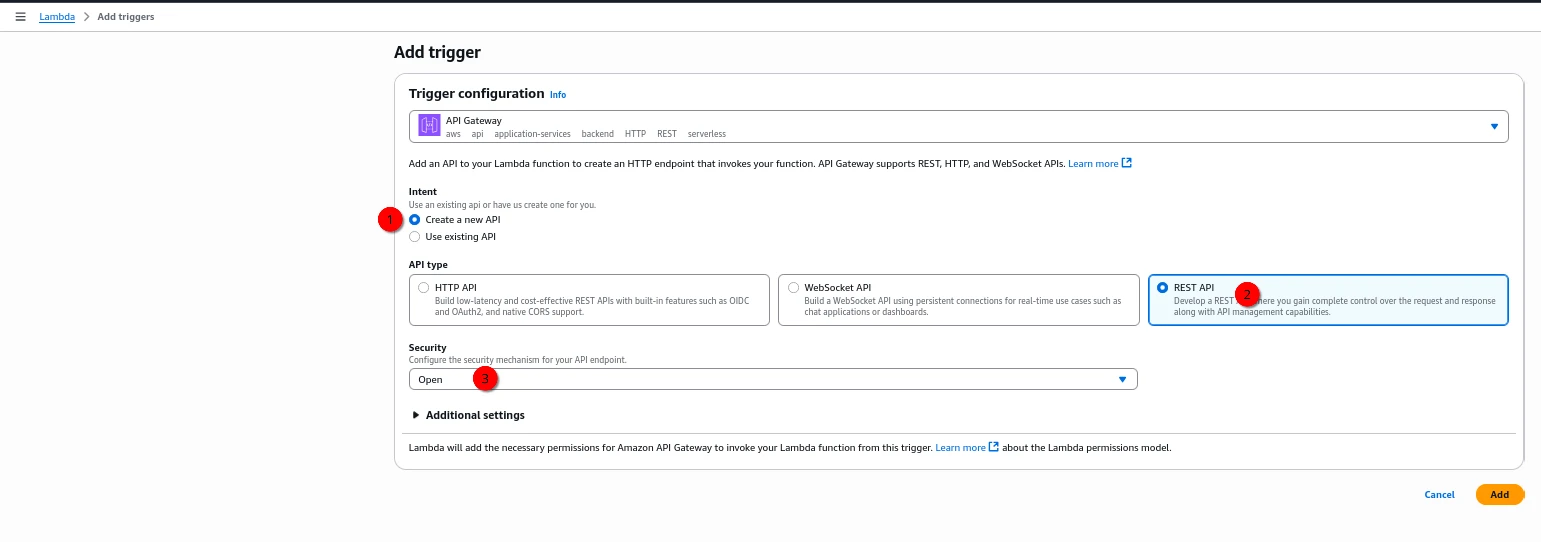 Lambda > Add triggers
Add trigger
Trigger configuration Info
API Gateway
aws api application-services backend HTTP REST serverless
Add an API to your Lambda function to create an HTTP endpoint that invokes your function. API Gateway supports REST, HTTP, and WebSocket APIs. Learn more
Intent
Use an existing api or have us create one for you.
1
Create a new API
Use existing API
API type
HTTP API
Build low-latency and cost-effective REST APIs with built-in features such as OIDC
and OAuth2, and native CORS support.
WebSocket API
Build a WebSocket API using persistent connections for real-time use cases such as
chat applications or dashboards.
REST API
2
Develop a REST here you gain complete control over the request and response
along with API management capabilities.
Security
Configure the security mechanism for your API endpoint.
Open
3
Additional settings
Lambda will add the necessary permissions for Amazon API Gateway to invoke your Lambda function from this trigger. Learn more about the Lambda permissions model.
Cancel
Add